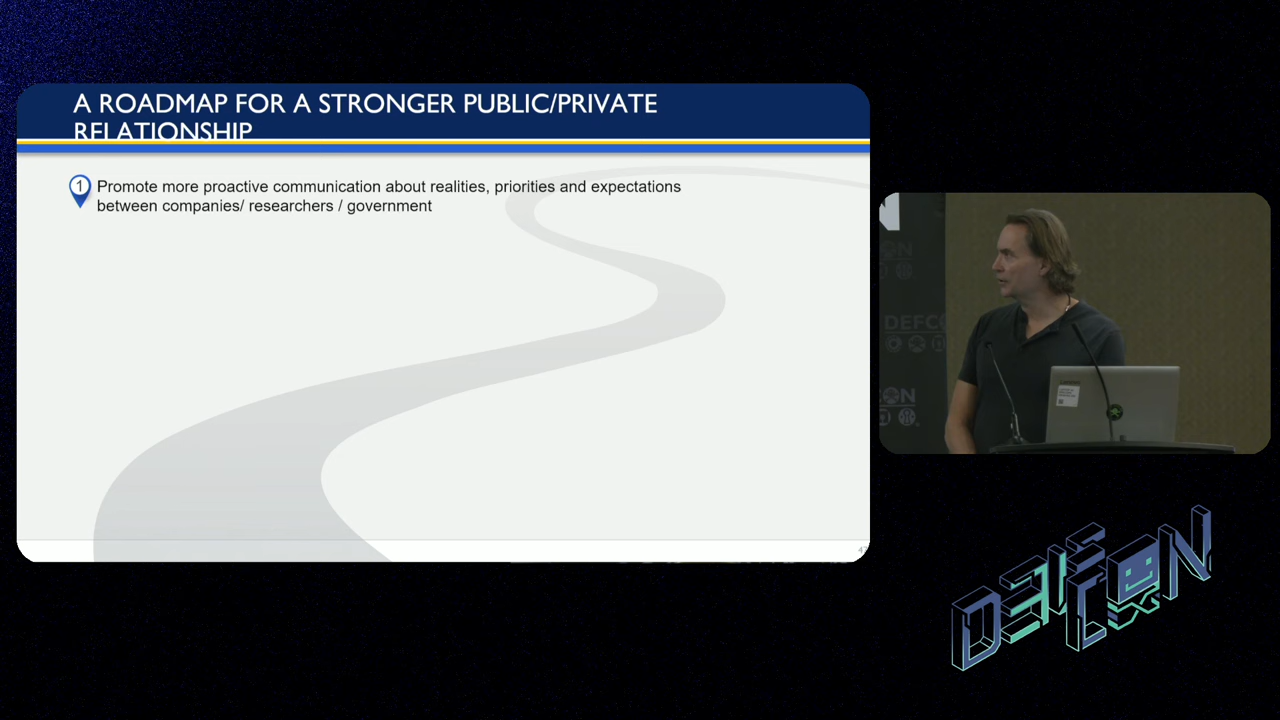 A ROADMAP FOR A STRONGER PUBLIC/PRIVATE
RELATIONSHIP
1
Promote more proactive communication about realities, priorities and expectations
between companies/ researchers / government
DEFC
DEFCON